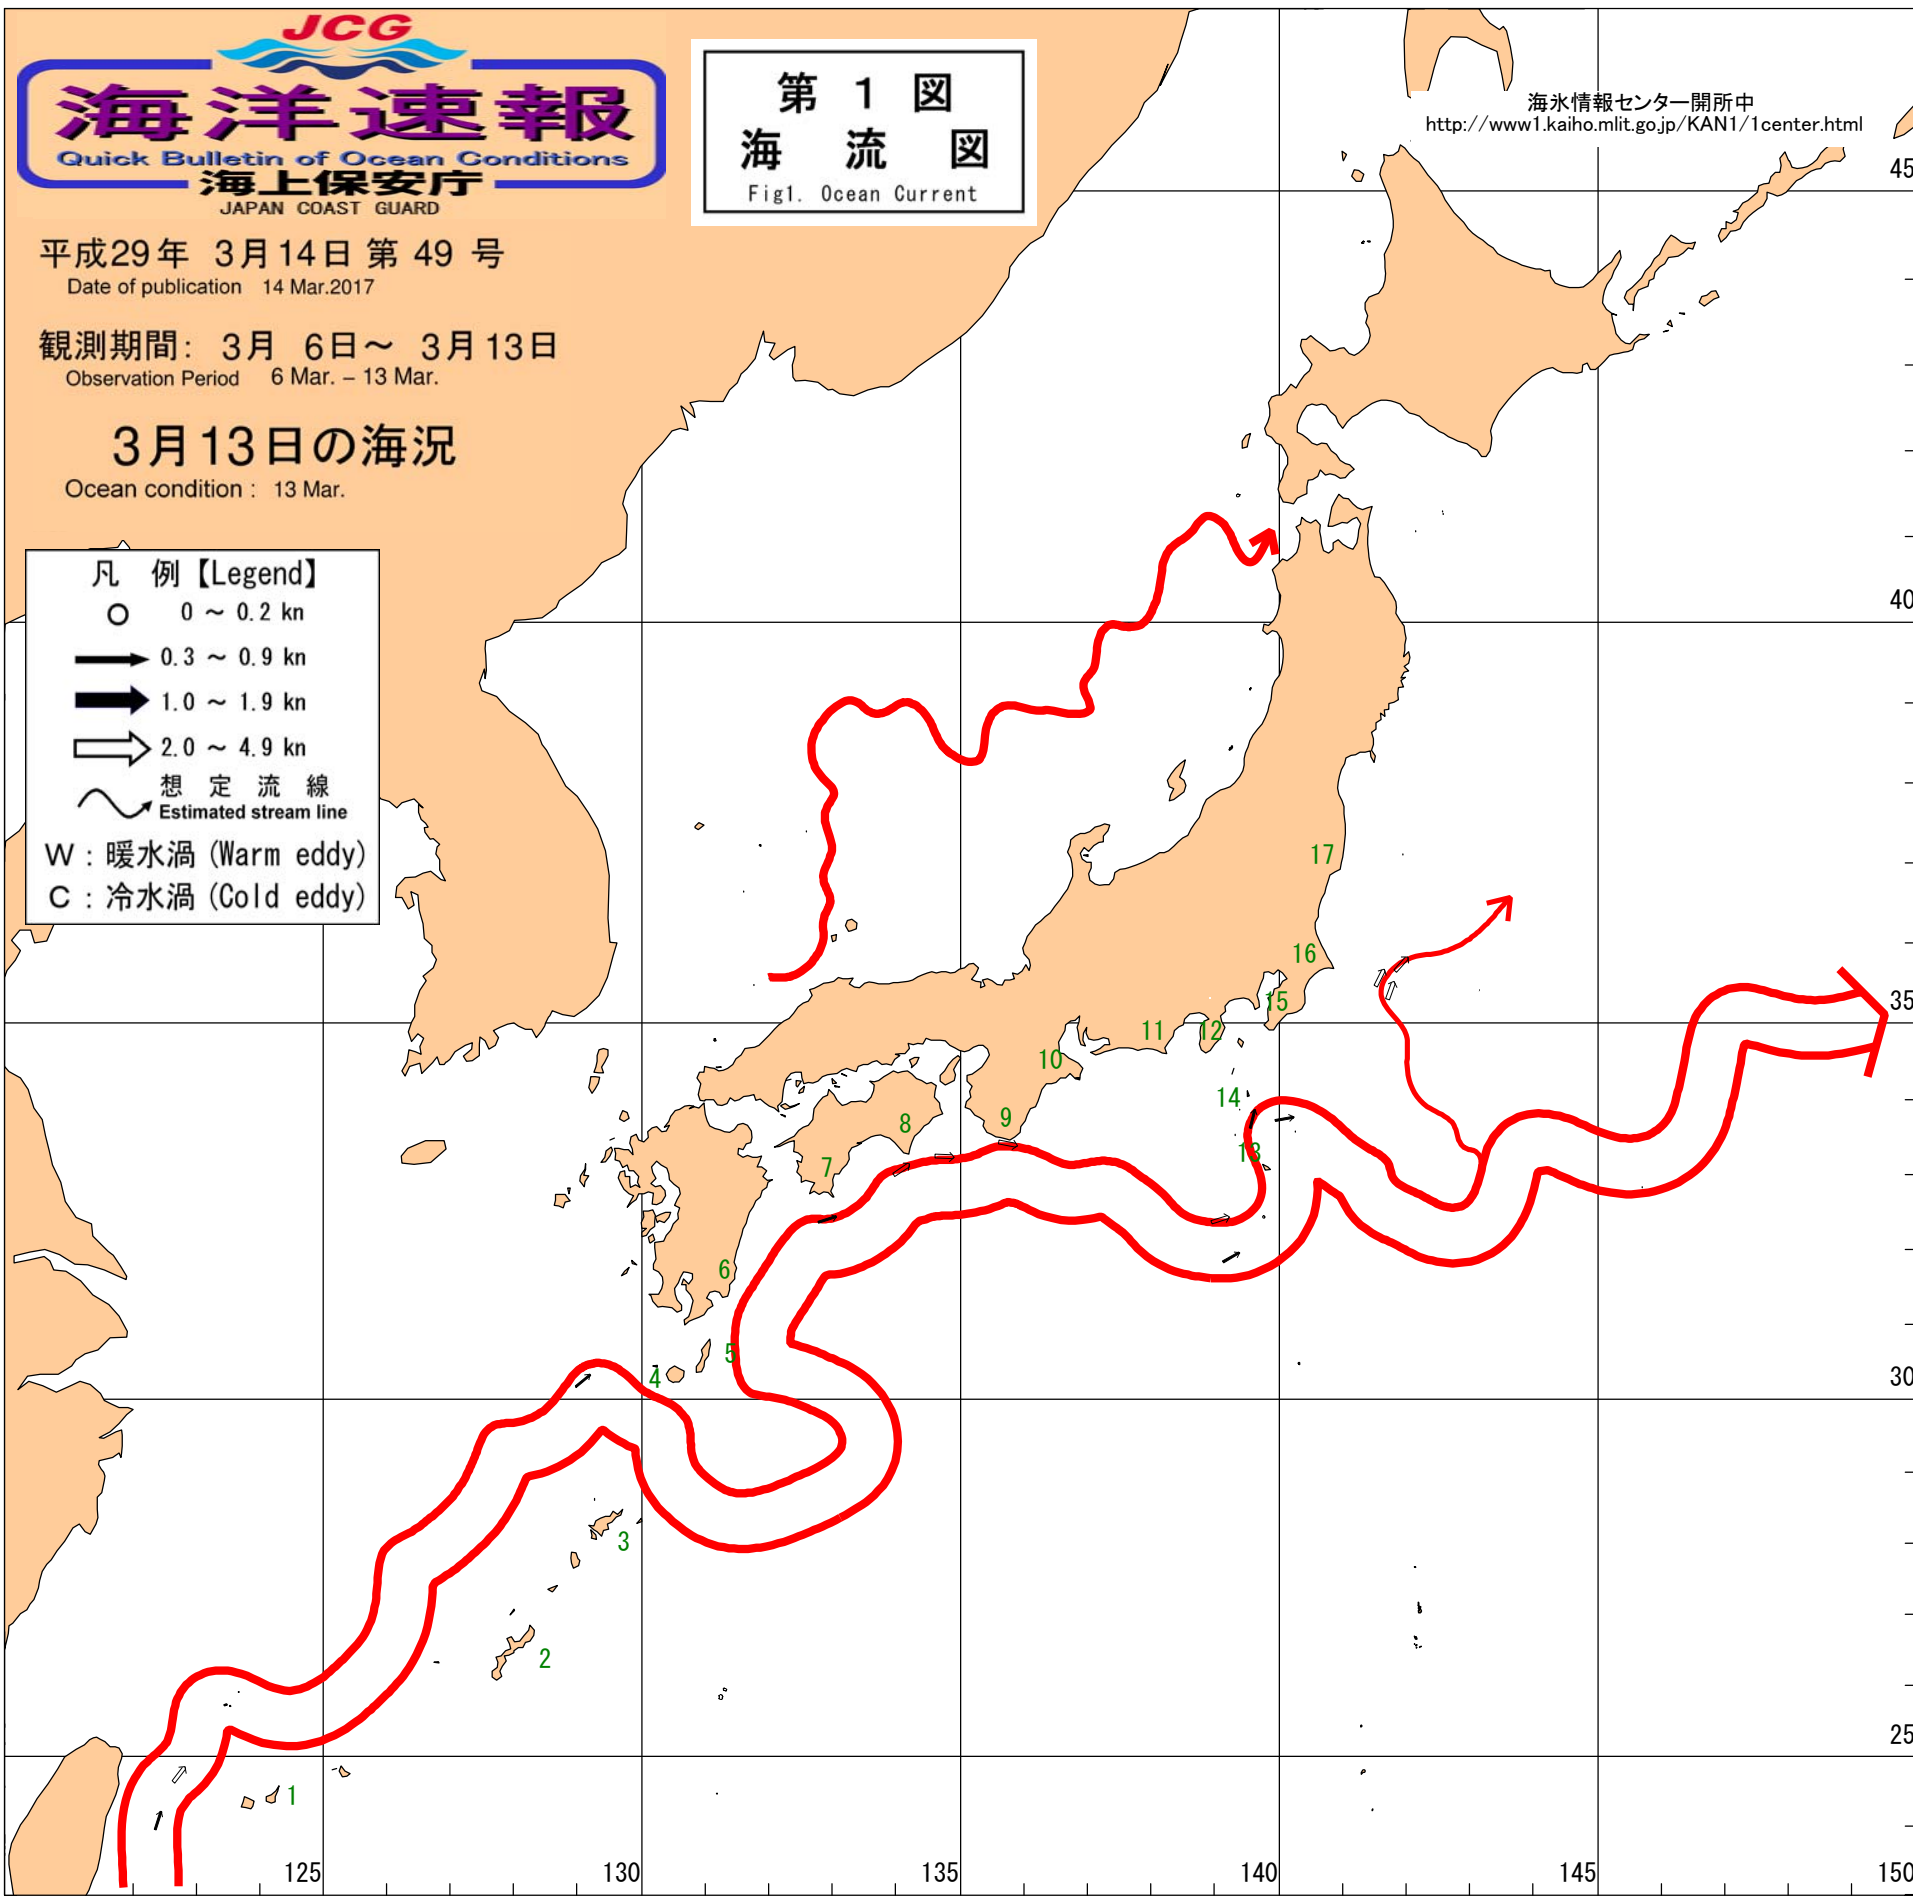 JCG
海洋速報
Quick Bulletin of Ocean Conditions
海上保安庁
JAPAN COAST GUARD
第 1 図
海 流 図
Fig1. Ocean Current
海氷情報センター開所中
http://www1.kaiho.mlit.go.jp/KAN1/1center.html
平成29年 3月14日 第 49 号
Date of publication 14 Mar.2017
観測期間: 3月 6日～ 3月13日
Observation Period 6 Mar. – 13 Mar.
3月13日の海況
Ocean condition : 13 Mar.
凡 例【Legend】
0 ～ 0.2 kn
0.3 ～ 0.9 kn
1.0 ～ 1.9 kn
2.0 ～ 4.9 kn
想 定 流 線
Estimated stream line
W : 暖水渦 (Warm eddy)
C : 冷水渦 (Cold eddy)
45
40
17
16
35
15
11
12
10
14
9
8
13
7
6
5
30
4
3
2
25
1
125
130
135
140
145
150